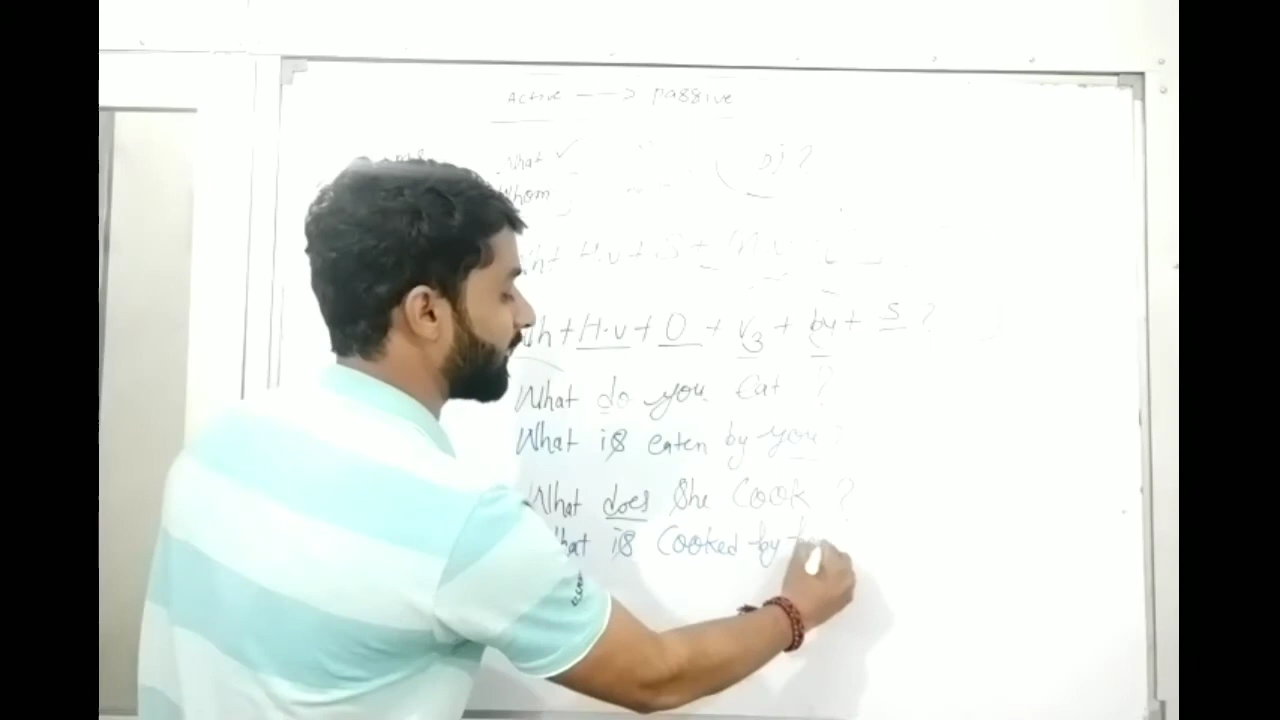 Active --> passive
What ✓
Whom
H.v + S +
+ H.v + O + V3 + by + S ?
What do you Eat ?
What is eaten by you ?
What does She Cook ?
is Cooked by